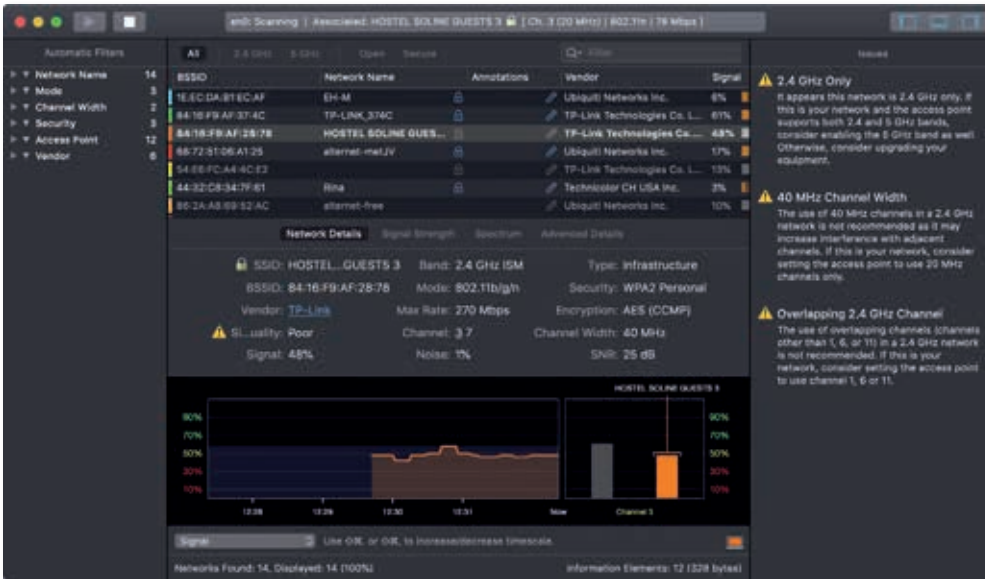 en0: Scanning | Associated: HOSTEL SOLINE GUESTS 3 [ Ch. 3 (20 MHz) | 802.11n | 78 Mbps ]
Automatic Filters
Network Name 14
Mode 3
Channel Width 2
Security 3
Access Point 12
Vendor 6
All 2.4 GHz 5 GHz Open Secure Filter
BSSID Network Name Annotations Vendor Signal
1E:EC:DA:81:EC:AF EH-M Ubiquiti Networks Inc. 6%
84:16:F9:AF:37:4C TP-LINK_374C TP-Link Technologies Co. L... 61%
84:16:F9:AF:28:78 HOSTEL SOLINE GUES... TP-Link Technologies Co.... 48%
68:72:51:06:A1:25 alternet-metJV Ubiquiti Networks Inc. 17%
TP-Link Technologies Co. L... 13%
44:32:C8:34:7F:61 Rina Technicolor CH USA Inc. 3%
86:2A:A8:69:52:AC alternet-free Ubiquiti Networks Inc. 10%
Network Details Signal Strength Spectrum Advanced Details
SSID: HOSTEL...GUESTS 3 Band: 2.4 GHz ISM Type: Infrastructure
BSSID: 84:16:F9:AF:28:78 Mode: 802.11b/g/n Security: WPA2 Personal
Vendor: TP-Link Max Rate: 270 Mbps Encryption: AES (CCMP)
Si...uality: Poor Channel: 3 7 Channel Width: 40 MHz
Signal: 48% Noise: 1% SNR: 25 dB
HOSTEL SOLINE GUESTS 3
90% 90%
70% 70%
50% 50%
30% 30%
10% 10%
12:28 12:29 12:30 12:31 Now Channel 3
Signal
to increase/decrease timescale.
Networks Found: 14, Displayed: 14 (100%) Information Elements: 12 (328 bytes)
Issues
2.4 GHz Only
It appears this network is 2.4 GHz only. If
this is your network and the access point
supports both 2.4 and 5 GHz bands,
consider enabling the 5 GHz band as well.
Otherwise, consider upgrading your
equipment.
40 MHz Channel Width
The use of 40 MHz channels in a 2.4 GHz
network is not recommended as it may
increase interference with adjacent
channels. If this is your network, consider
setting the access point to use 20 MHz
channels only.
Overlapping 2.4 GHz Channel
The use of overlapping channels (channels
other than 1, 6, or 11) in a 2.4 GHz network
is not recommended. If this is your
network, consider setting the access point
to use channel 1, 6 or 11.